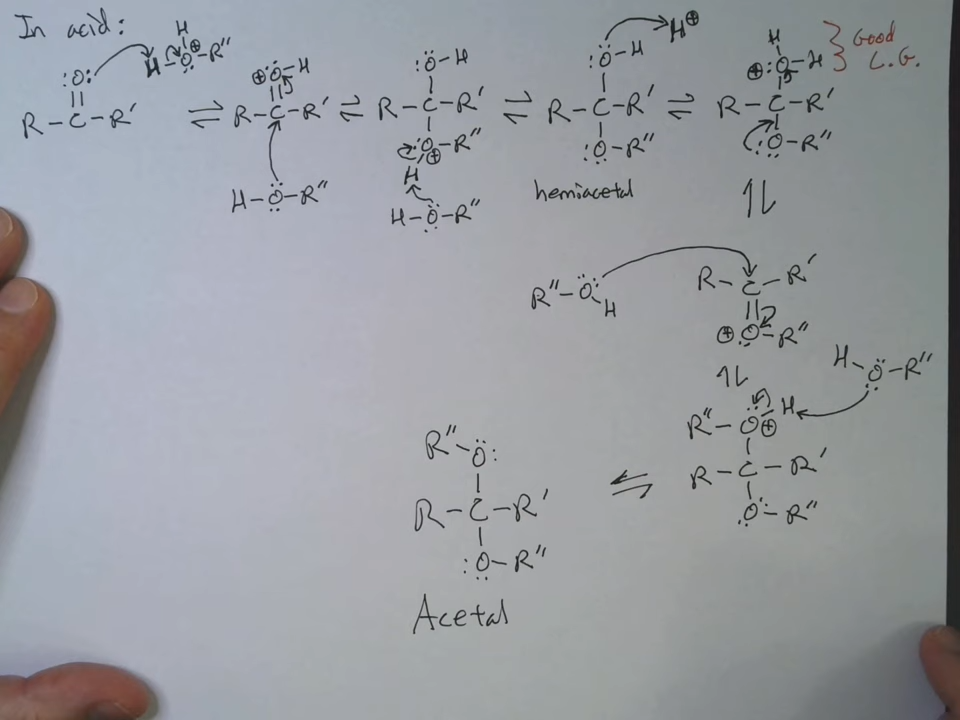 In acid:
:O:
R-C-R'
H
H-O⊕-R''
⊕O-H
R-C-R'
H-O-R''
:O-H
R-C-R'
:O⊕-R''
H
H-O-R''
:O-H
R-C-R'
:O-R''
hemiacetal
H⊕
H
⊕:O-H
R-C-R'
:O-R''
Good
L.G.
R''-O:
H
R-C-R'
⊕O-R''
H-O-R''
R''-O⊕-H
R-C-R'
O-R''
R''-O:
R-C-R'
:O-R''
Acetal